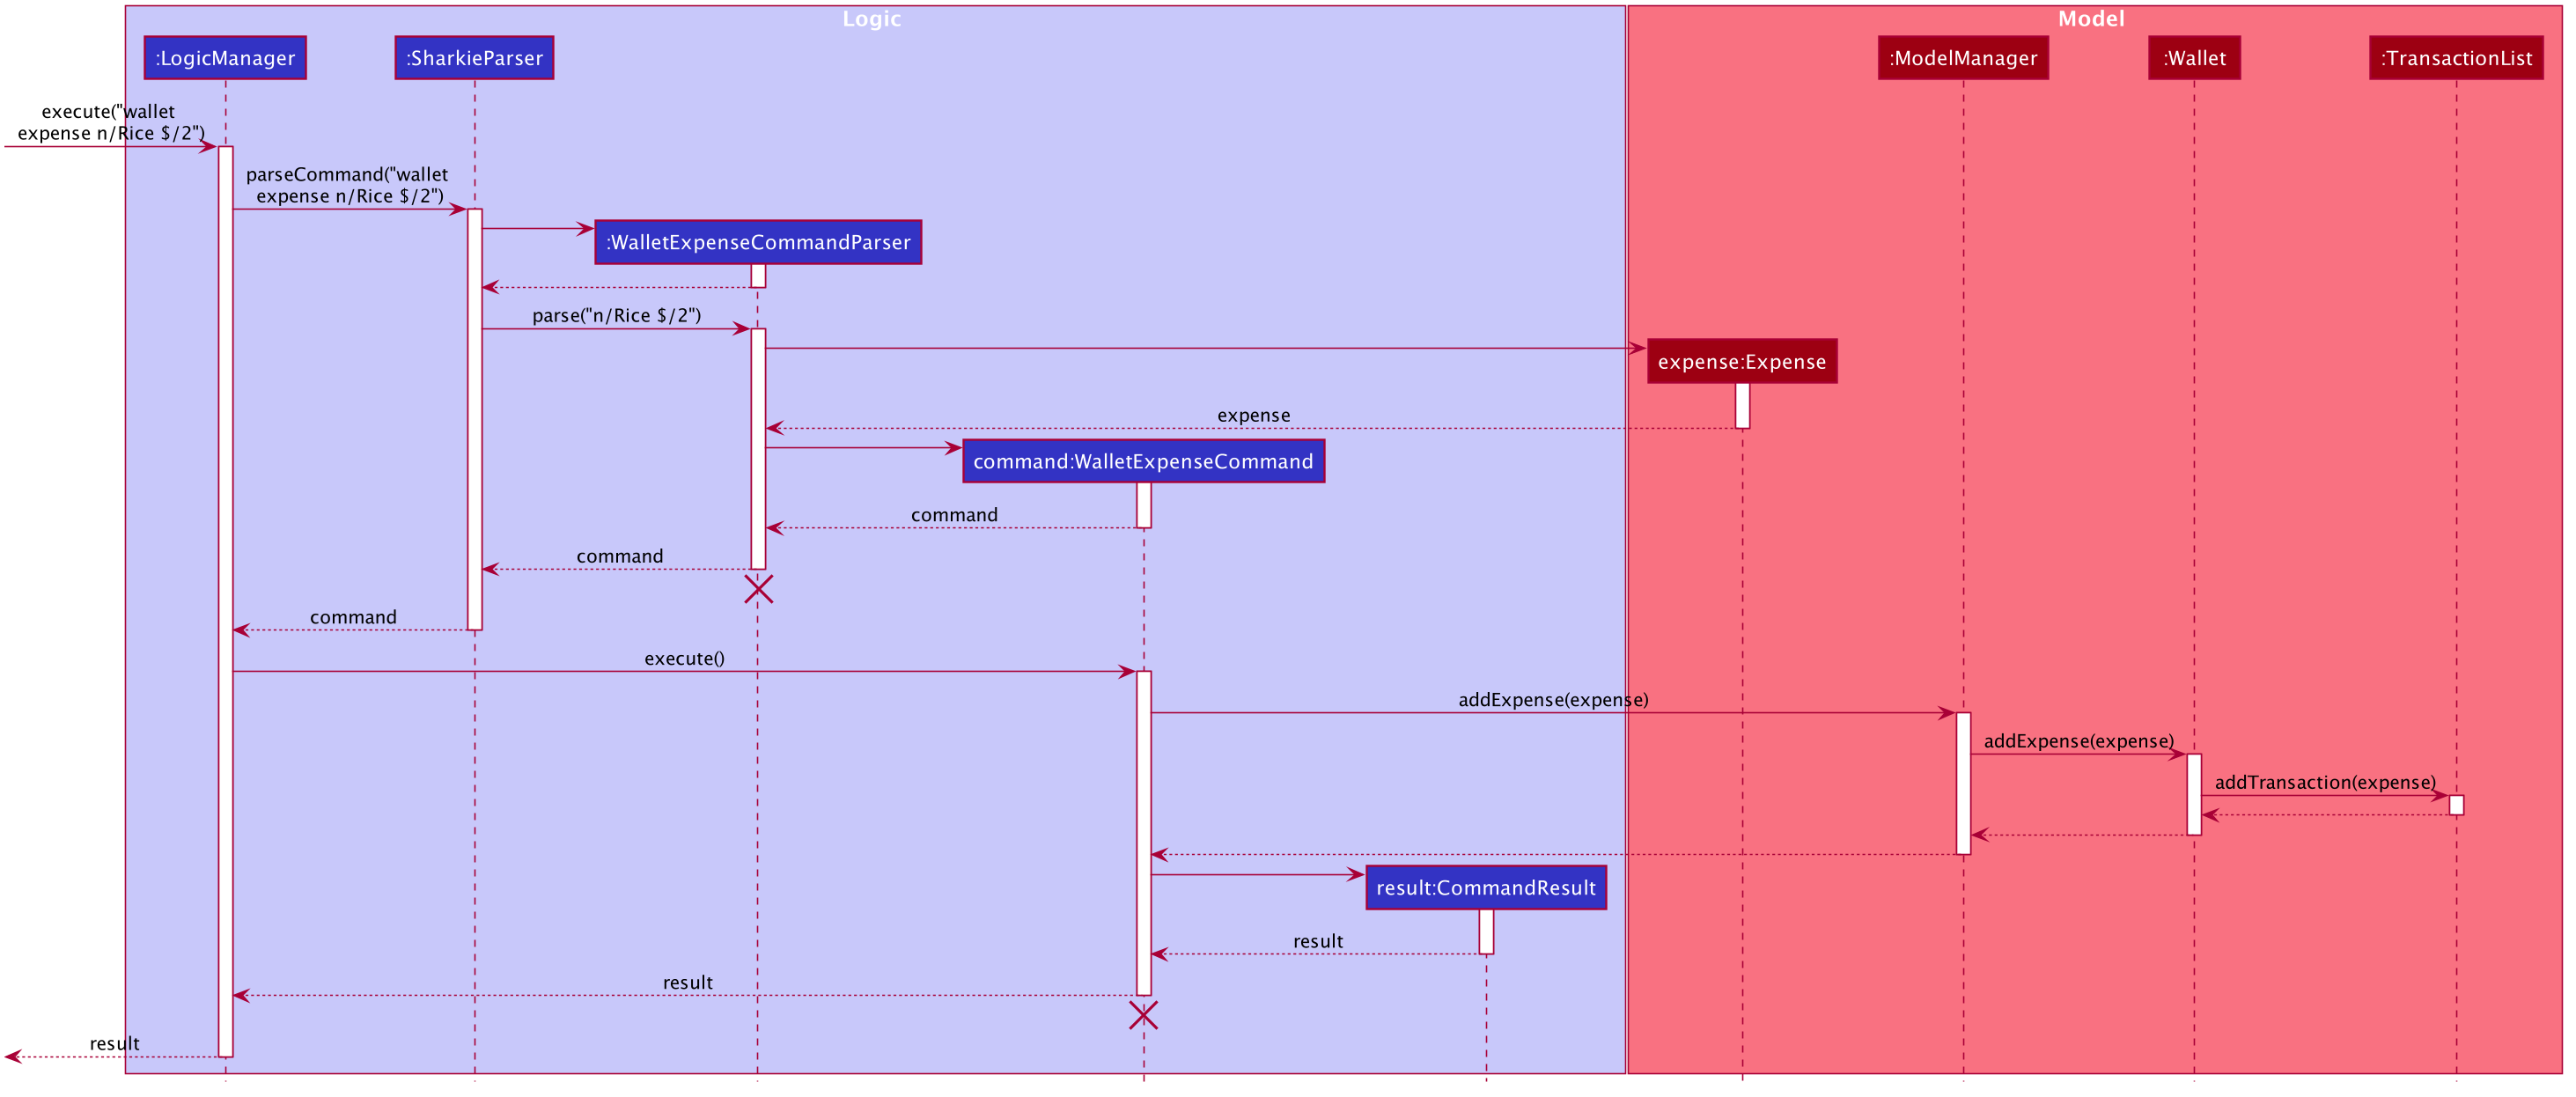 Logic
Model
:LogicManager
:SharkieParser
:ModelManager
:Wallet
:TransactionList
execute("wallet
expense n/Rice $/2")
parseCommand("wallet
expense n/Rice $/2")
:WalletExpenseCommandParser
parse("n/Rice $/2")
expense:Expense
expense
command:WalletExpenseCommand
command
command
command
execute()
addExpense(expense)
addExpense(expense)
addTransaction(expense)
result:CommandResult
result
result
result